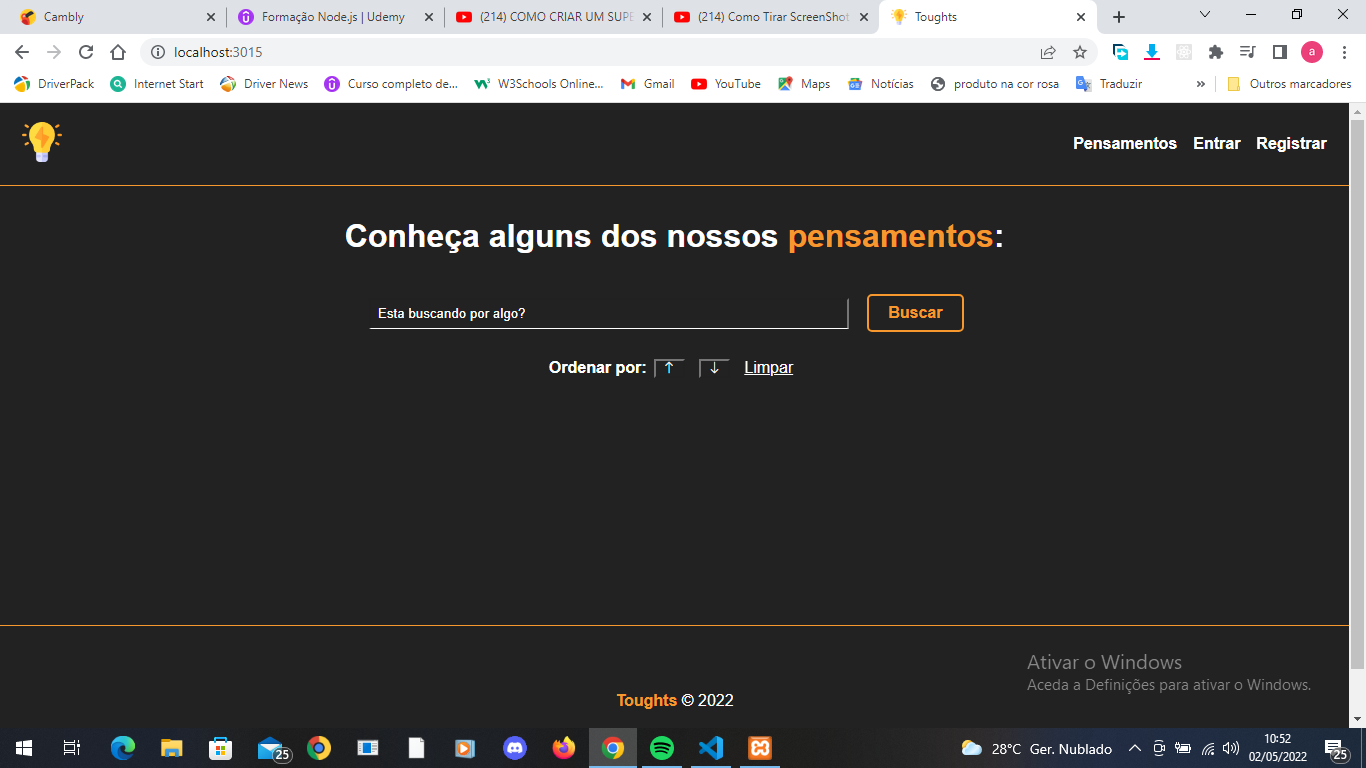 Cambly
Formação Node.js | Udemy
(214) COMO CRIAR UM SUPE
(214) Como Tirar ScreenShot
Toughts
localhost:3015
a
DriverPack
Internet Start
Driver News
Curso completo de...
W3Schools Online...
Gmail
YouTube
Maps
Notícias
produto na cor rosa
Traduzir
»
Outros marcadores
Pensamentos Entrar Registrar
Conheça alguns dos nossos pensamentos:
Esta buscando por algo?
Buscar
Ordenar por: ↑ ↓ Limpar
Ativar o Windows
Aceda a Definições para ativar o Windows.
Toughts © 2022
25
28°C Ger. Nublado
10:52
02/05/2022
25